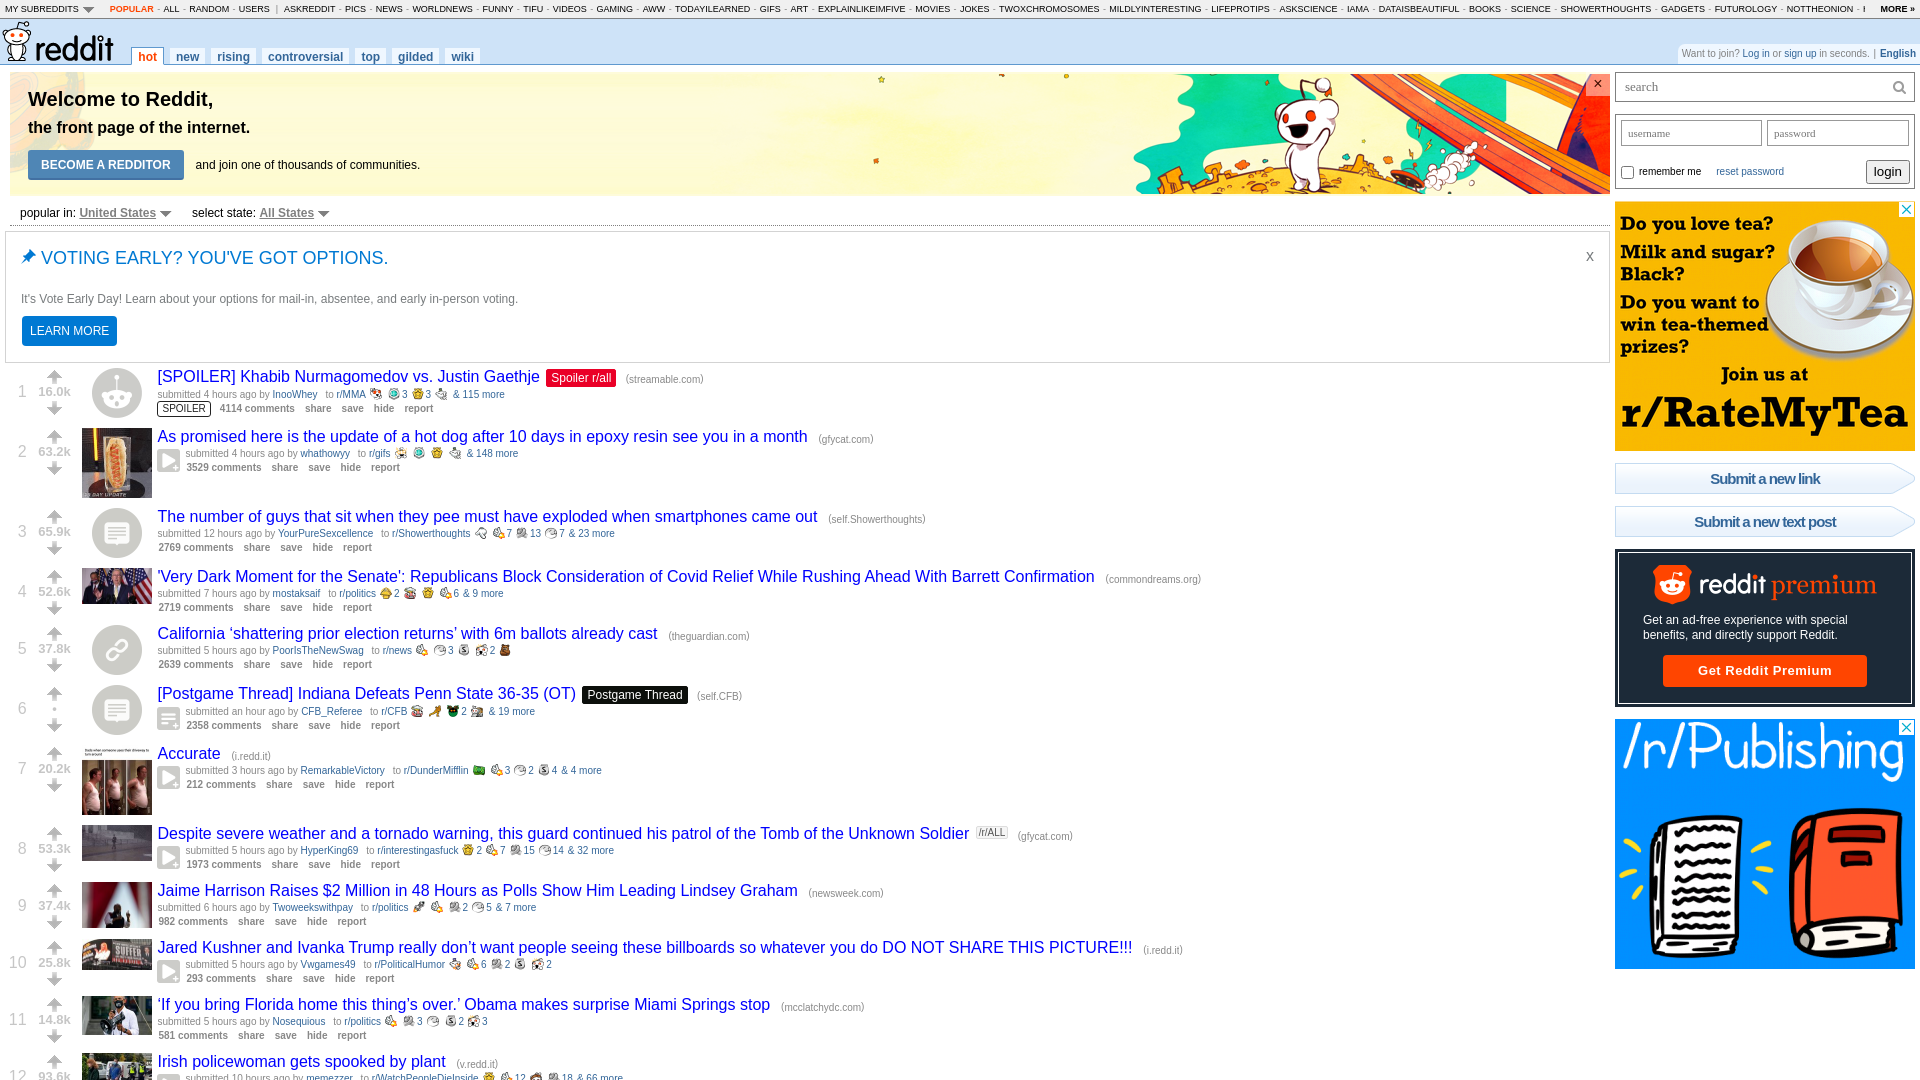 MY SUBREDDITS POPULAR - ALL - RANDOM - USERS | ASKREDDIT - PICS - NEWS - WORLDNEWS - FUNNY - TIFU - VIDEOS - GAMING - AWW - TODAYILEARNED - GIFS - ART - EXPLAINLIKEIMFIVE - MOVIES - JOKES - TWOXCHROMOSOMES - MILDLYINTERESTING - LIFEPROTIPS - ASKSCIENCE - IAMA - DATAISBEAUTIFUL - BOOKS - SCIENCE - SHOWERTHOUGHTS - GADGETS - FUTUROLOGY - NOTTHEONION - MORE »
reddit hot new rising controversial top gilded wiki
Want to join? Log in or sign up in seconds. | English
Welcome to Reddit,
the front page of the internet.
BECOME A REDDITOR and join one of thousands of communities.
×
search
username password
remember me reset password login
popular in: United States select state: All States
VOTING EARLY? YOU'VE GOT OPTIONS. X
It's Vote Early Day! Learn about your options for mail-in, absentee, and early in-person voting.
LEARN MORE
1 16.0k [SPOILER] Khabib Nurmagomedov vs. Justin Gaethje Spoiler r/all (streamable.com)
submitted 4 hours ago by InooWhey to r/MMA 3 3 & 115 more
SPOILER 4114 comments share save hide report
2 63.2k As promised here is the update of a hot dog after 10 days in epoxy resin see you in a month (gfycat.com)
submitted 4 hours ago by whathowyy to r/gifs & 148 more
3529 comments share save hide report
3 65.9k The number of guys that sit when they pee must have exploded when smartphones came out (self.Showerthoughts)
submitted 12 hours ago by YourPureSexcellence to r/Showerthoughts 7 13 7 & 23 more
2769 comments share save hide report
4 52.6k 'Very Dark Moment for the Senate': Republicans Block Consideration of Covid Relief While Rushing Ahead With Barrett Confirmation (commondreams.org)
submitted 7 hours ago by mostaksaif to r/politics 2 6 & 9 more
2719 comments share save hide report
5 37.8k California ‘shattering prior election returns’ with 6m ballots already cast (theguardian.com)
submitted 5 hours ago by PoorIsTheNewSwag to r/news 3 2
2639 comments share save hide report
6 • [Postgame Thread] Indiana Defeats Penn State 36-35 (OT) Postgame Thread (self.CFB)
submitted an hour ago by CFB_Referee to r/CFB 2 & 19 more
2358 comments share save hide report
7 20.2k Accurate (i.redd.it)
submitted 3 hours ago by RemarkableVictory to r/DunderMifflin 3 2 4 & 4 more
212 comments share save hide report
8 53.3k Despite severe weather and a tornado warning, this guard continued his patrol of the Tomb of the Unknown Soldier /r/ALL (gfycat.com)
submitted 5 hours ago by HyperKing69 to r/interestingasfuck 2 7 15 14 & 32 more
1973 comments share save hide report
9 37.4k Jaime Harrison Raises $2 Million in 48 Hours as Polls Show Him Leading Lindsey Graham (newsweek.com)
submitted 6 hours ago by Twoweekswithpay to r/politics 2 5 & 7 more
982 comments share save hide report
10 25.8k Jared Kushner and Ivanka Trump really don’t want people seeing these billboards so whatever you do DO NOT SHARE THIS PICTURE!!! (i.redd.it)
submitted 5 hours ago by Vwgames49 to r/PoliticalHumor 6 2 2
293 comments share save hide report
11 14.8k ‘If you bring Florida home this thing’s over.’ Obama makes surprise Miami Springs stop (mcclatchydc.com)
submitted 5 hours ago by Nosequious to r/politics 3 2 3
581 comments share save hide report
12 93.6k Irish policewoman gets spooked by plant (v.redd.it)
submitted 10 hours ago by memezzer to r/WatchPeopleDieInside 12 18 & 66 more
Do you love tea?
Milk and sugar?
Black?
Do you want to
win tea-themed
prizes?
Join us at
r/RateMyTea
Submit a new link
Submit a new text post
reddit premium
Get an ad-free experience with special
benefits, and directly support Reddit.
Get Reddit Premium
/r/Publishing